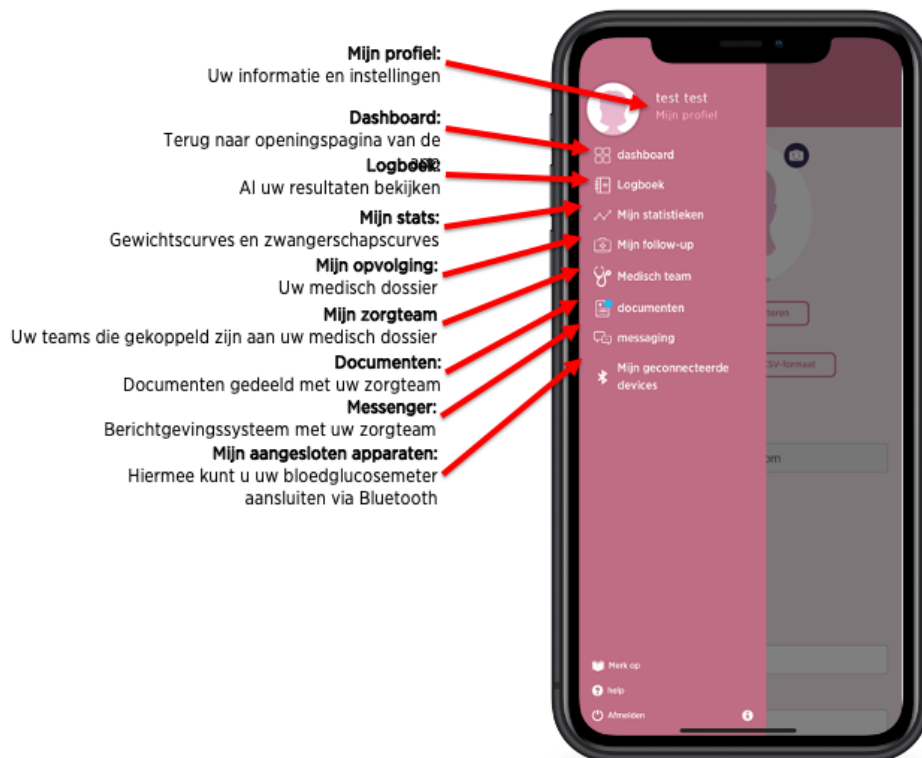 Mijn profiel:
Uw informatie en instellingen
Dashboard:
Terug naar openingspagina van de
Logboek:
Al uw resultaten bekijken
Mijn stats:
Gewichtscurves en zwangerschapscurves
Mijn opvolging:
Uw medisch dossier
Mijn zorgteam
Uw teams die gekoppeld zijn aan uw medisch dossier
Documenten:
Documenten gedeeld met uw zorgteam
Messenger:
Berichtgevingssysteem met uw zorgteam
Mijn aangesloten apparaten:
Hiermee kunt u uw bloedglucosemeter
aansluiten via Bluetooth
test test
Mijn profiel
dashboard
Logboek
Mijn statistieken
Mijn follow-up
Medisch team
documenten
messaging
Mijn geconnecteerde
devices
Merk op
help
Afmelden
teren
CSV-formaat
om